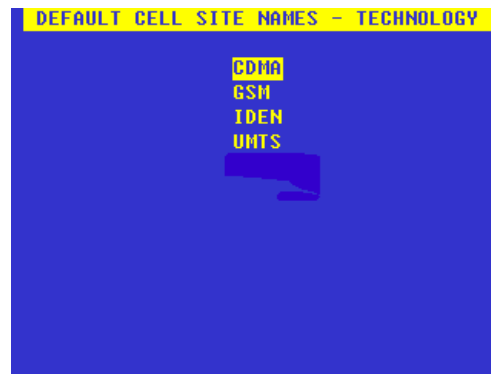 DEFAULT CELL SITE NAMES - TECHNOLOGY
CDMA
GSM
IDEN
UMTS